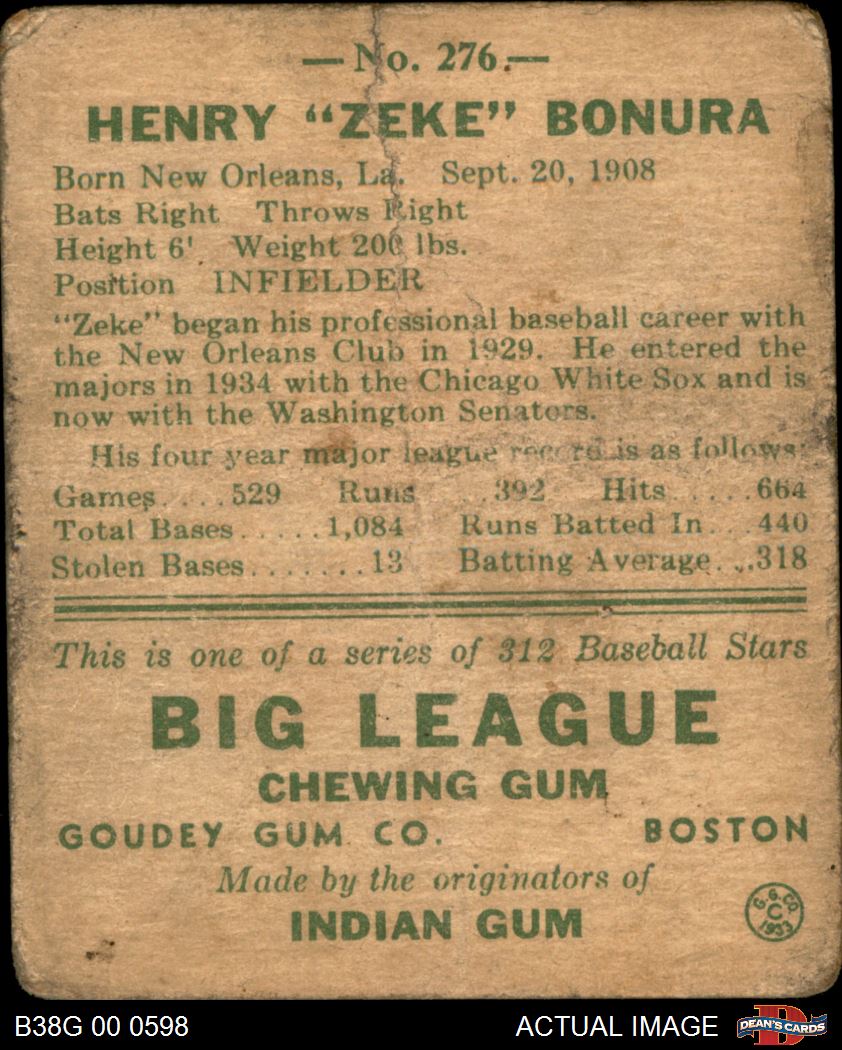 — No. 276 —
HENRY “ZEKE” BONURA
Born New Orleans, La. Sept. 20, 1908
Bats Right Throws Right
Height 6' Weight 200 lbs.
Position INFIELDER
“Zeke” began his professional baseball career with
the New Orleans Club in 1929. He entered the
majors in 1934 with the Chicago White Sox and is
now with the Washington Senators.
His four year major league record is as follows:
Games....529 Runs ...392 Hits.....664
Total Bases.....1,084 Runs Batted In...440
Stolen Bases.......13 Batting Average...318
This is one of a series of 312 Baseball Stars
BIG LEAGUE
CHEWING GUM
GOUDEY GUM CO. BOSTON
Made by the originators of
INDIAN GUM
G.G.CO.
C
1933
B38G 00 0598 ACTUAL IMAGE D DEAN'S CARDS